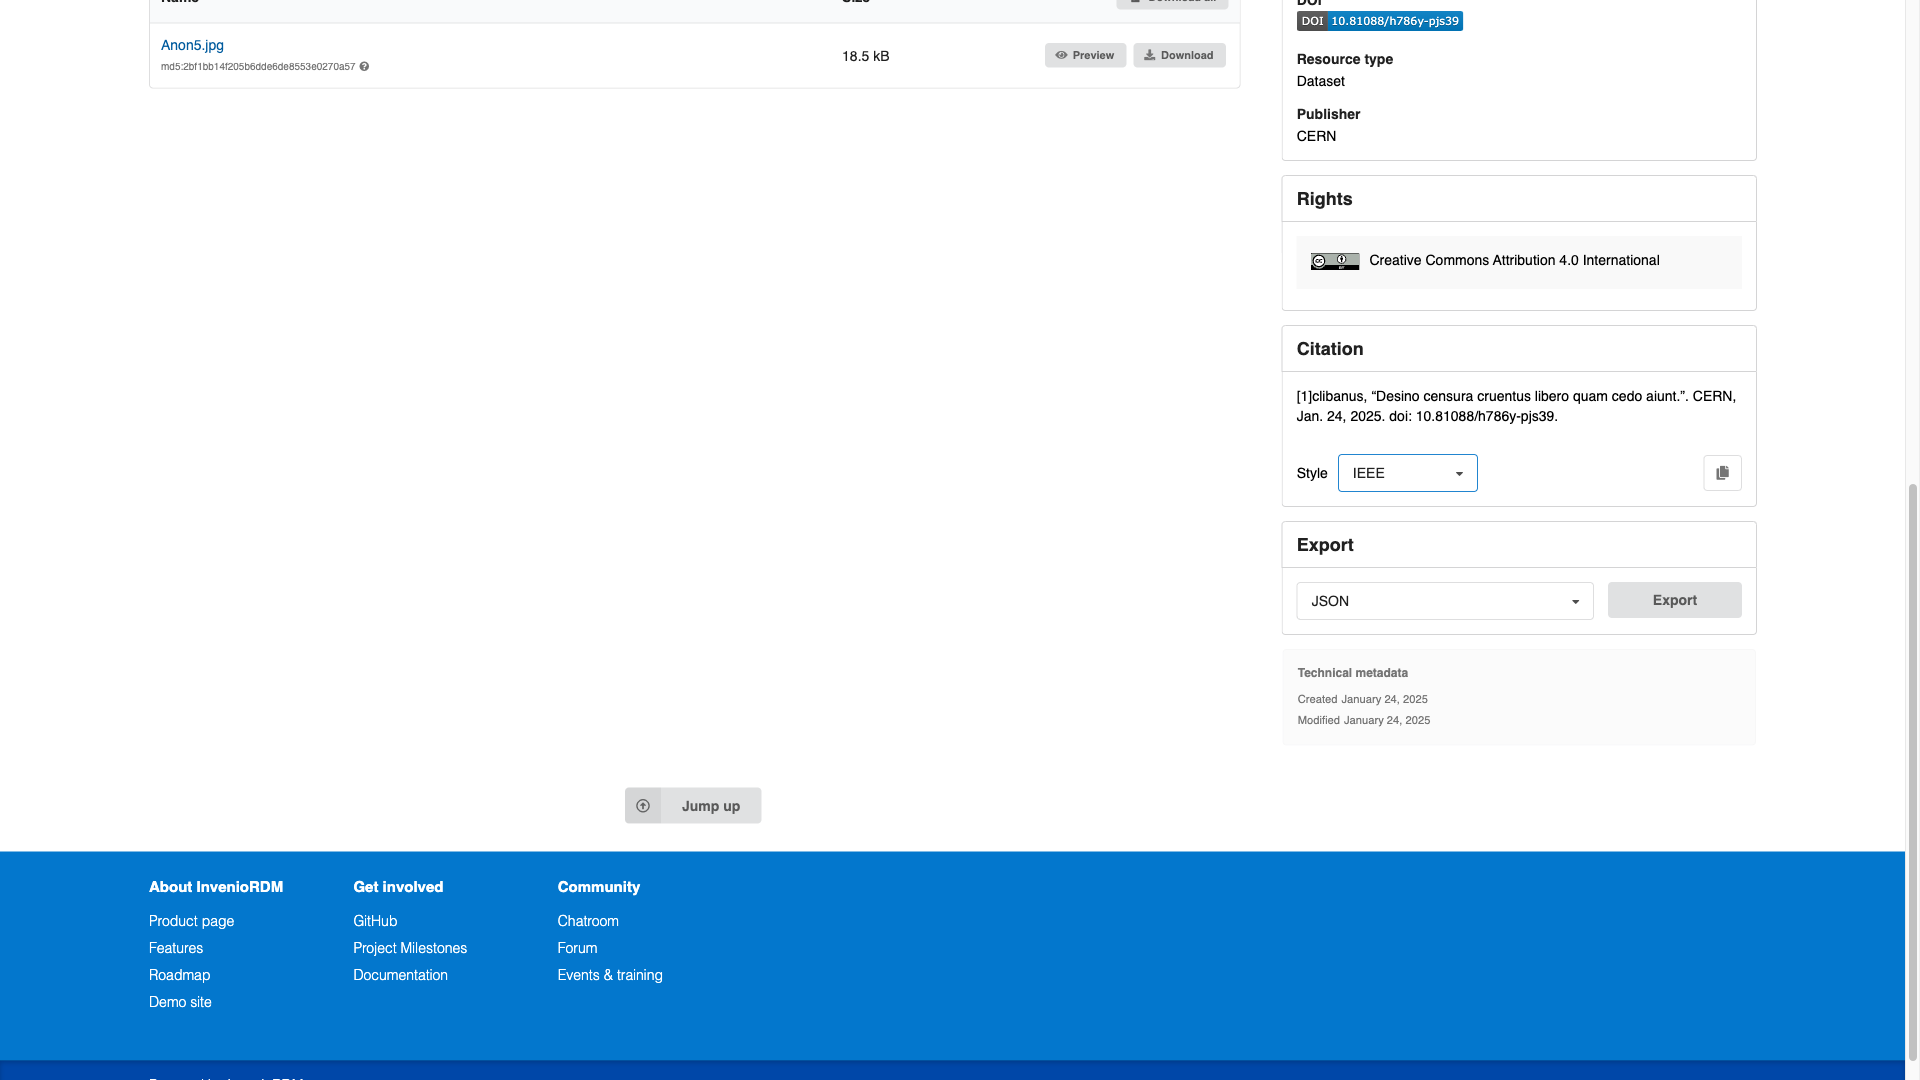 Anon5.jpg
md5:2bf1bb14f205b6dde6de8553e0270a57
18.5 kB
Preview
Download
DOI
DOI 10.81088/h786y-pjs39
Resource type
Dataset
Publisher
CERN
Rights
Creative Commons Attribution 4.0 International
Citation
[1]clibanus, “Desino censura cruentus libero quam cedo aiunt.”. CERN,
Jan. 24, 2025. doi: 10.81088/h786y-pjs39.
Style
IEEE
Export
JSON
Export
Technical metadata
Created January 24, 2025
Modified January 24, 2025
Jump up
About InvenioRDM
Product page
Features
Roadmap
Demo site
Get involved
GitHub
Project Milestones
Documentation
Community
Chatroom
Forum
Events & training